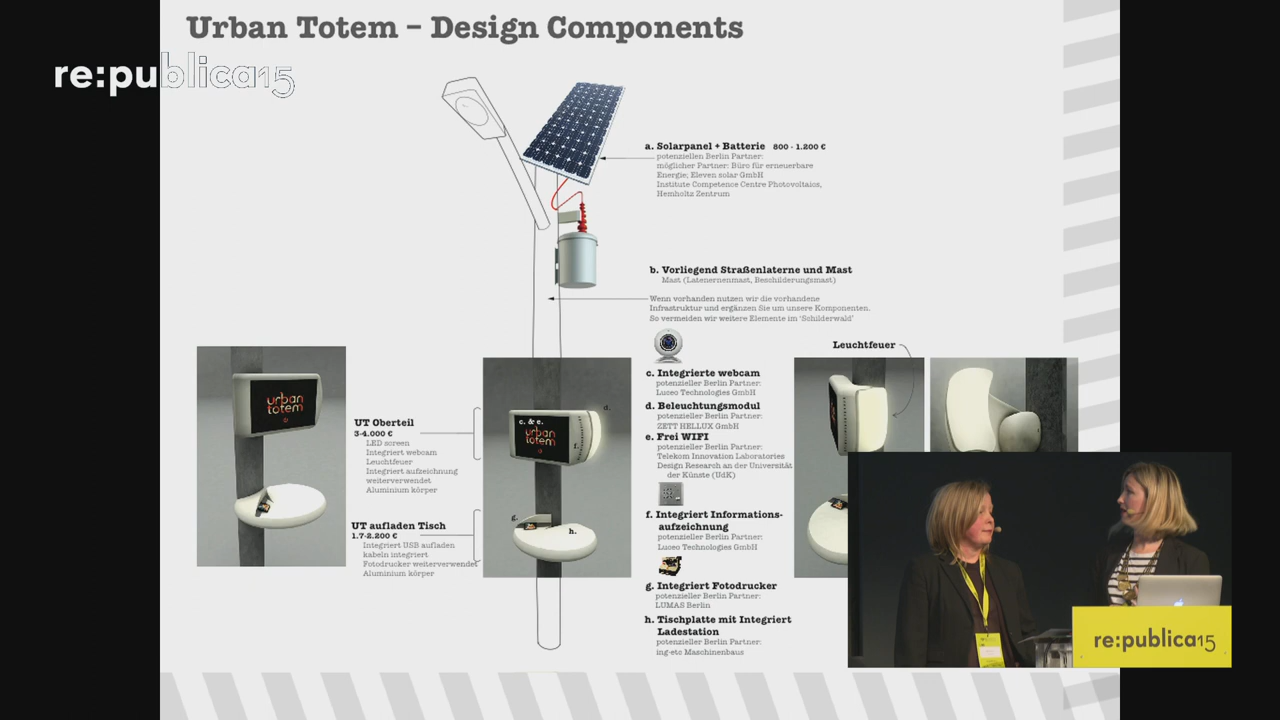 Urban Totem – Design Components
re:publica15
a. Solarpanel + Batterie 800 - 1.200 €
potenziellen Berlin Partner:
möglicher Partner: Büro für erneuerbare
Energie; Eleven solar GmbH
Institute Competence Centre Photovoltaics,
Hemholtz Zentrum
b. Vorliegend Straßenlaterne und Mast
Mast (Laternenmast, Beschilderungsmast)
Wenn vorhanden nutzen wir die vorhandene
Infrastruktur und ergänzen Sie um unsere Komponenten.
So vermeiden wir weitere Elemente im 'Schilderwald'
Leuchtfeuer
c. Integrierte webcam
potenzieller Berlin Partner:
Luceo Technologies GmbH
d. Beleuchtungsmodul
potenzieller Berlin Partner:
ZETT HELLUX GmbH
e. Frei WIFI
potenzieller Berlin Partner:
Telekom Innovation Laboratories
Design Research an der Universität
der Künste (UdK)
f. Integriert Informations-
aufzeichnung
potenzieller Berlin Partner:
Luceo Technologies GmbH
g. Integriert Fotodrucker
potenzieller Berlin Partner:
LUMAS Berlin
h. Tischplatte mit Integriert
Ladestation
potenzieller Berlin Partner:
ing-etc Maschinenbaus
UT Oberteil
3-4.000 €
LED screen
Integriert webcam
Leuchtfeuer
Integriert aufzeichnung
weiterverwendet
Aluminium körper
UT aufladen Tisch
1.7-2.200 €
Integriert USB aufladen
kabeln integriert
Fotodrucker weiterverwendet
Aluminium körper
urban
totem
c. & e.
urban
totem
d.
f.
g.
h.
re:publica15